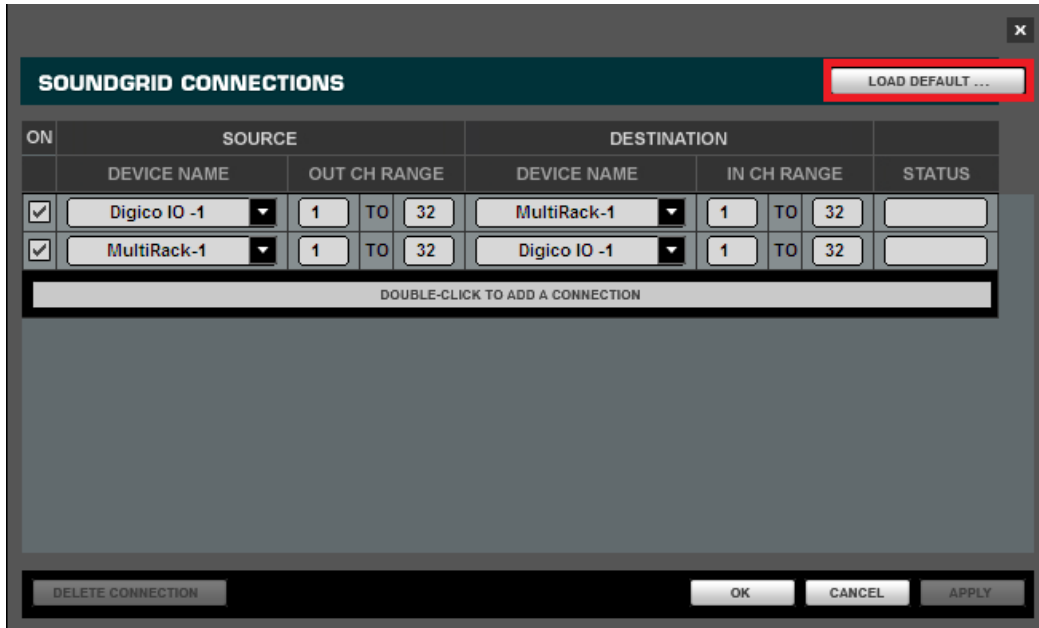 x
SOUNDGRID CONNECTIONS LOAD DEFAULT ...
ON SOURCE DESTINATION
DEVICE NAME OUT CH RANGE DEVICE NAME IN CH RANGE STATUS
Digico IO -1 1 TO 32 MultiRack-1 1 TO 32
MultiRack-1 1 TO 32 Digico IO -1 1 TO 32
DOUBLE-CLICK TO ADD A CONNECTION
DELETE CONNECTION OK CANCEL APPLY